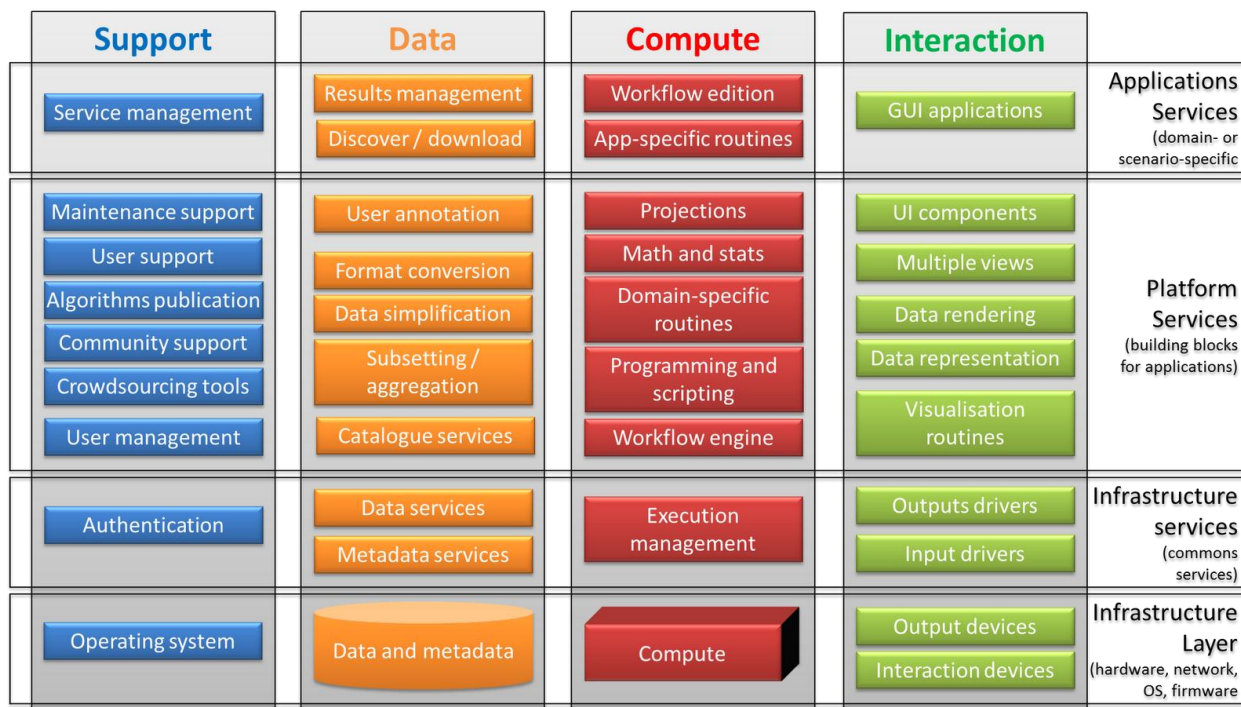 Support
Data
Compute
Interaction
Service management
Results management
Discover / download
Workflow edition
App-specific routines
GUI applications
Applications
Services
(domain- or
scenario-specific
Maintenance support
User support
Algorithms publication
Community support
Crowdsourcing tools
User management
User annotation
Format conversion
Data simplification
Subsetting /
aggregation
Catalogue services
Projections
Math and stats
Domain-specific
routines
Programming and
scripting
Workflow engine
UI components
Multiple views
Data rendering
Data representation
Visualisation
routines
Platform
Services
(building blocks
for applications)
Authentication
Data services
Metadata services
Execution
management
Outputs drivers
Input drivers
Infrastructure
services
(commons
services)
Operating system
Data and metadata
Compute
Output devices
Interaction devices
Infrastructure
Layer
(hardware, network,
OS, firmware